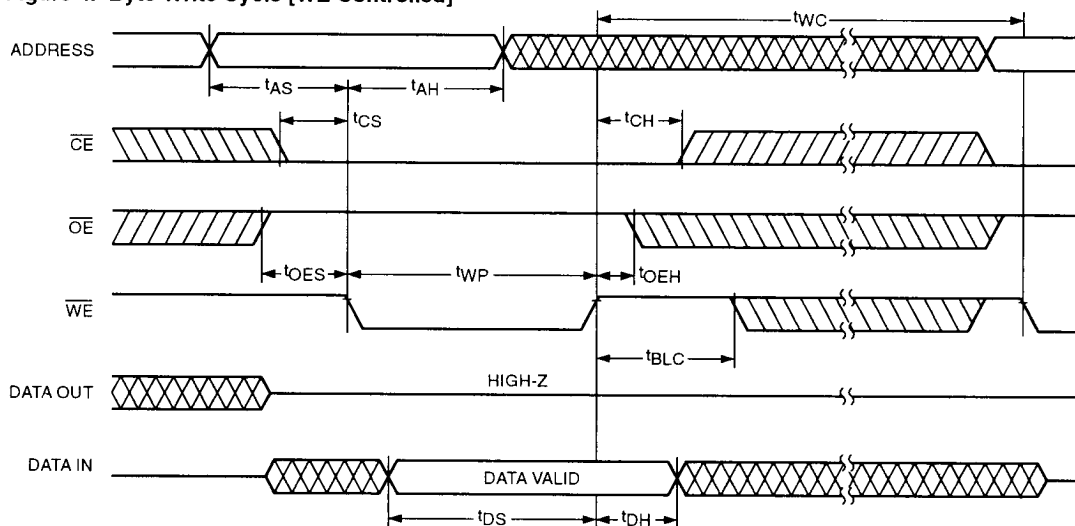 Figure 4. Byte Write Cycle [WE Controlled]
tWC
ADDRESS
tAS
tAH
tCS
tCH
CE
OE
tOES
tWP
tOEH
WE
tBLC
HIGH-Z
DATA OUT
DATA IN
DATA VALID
tDS
tDH